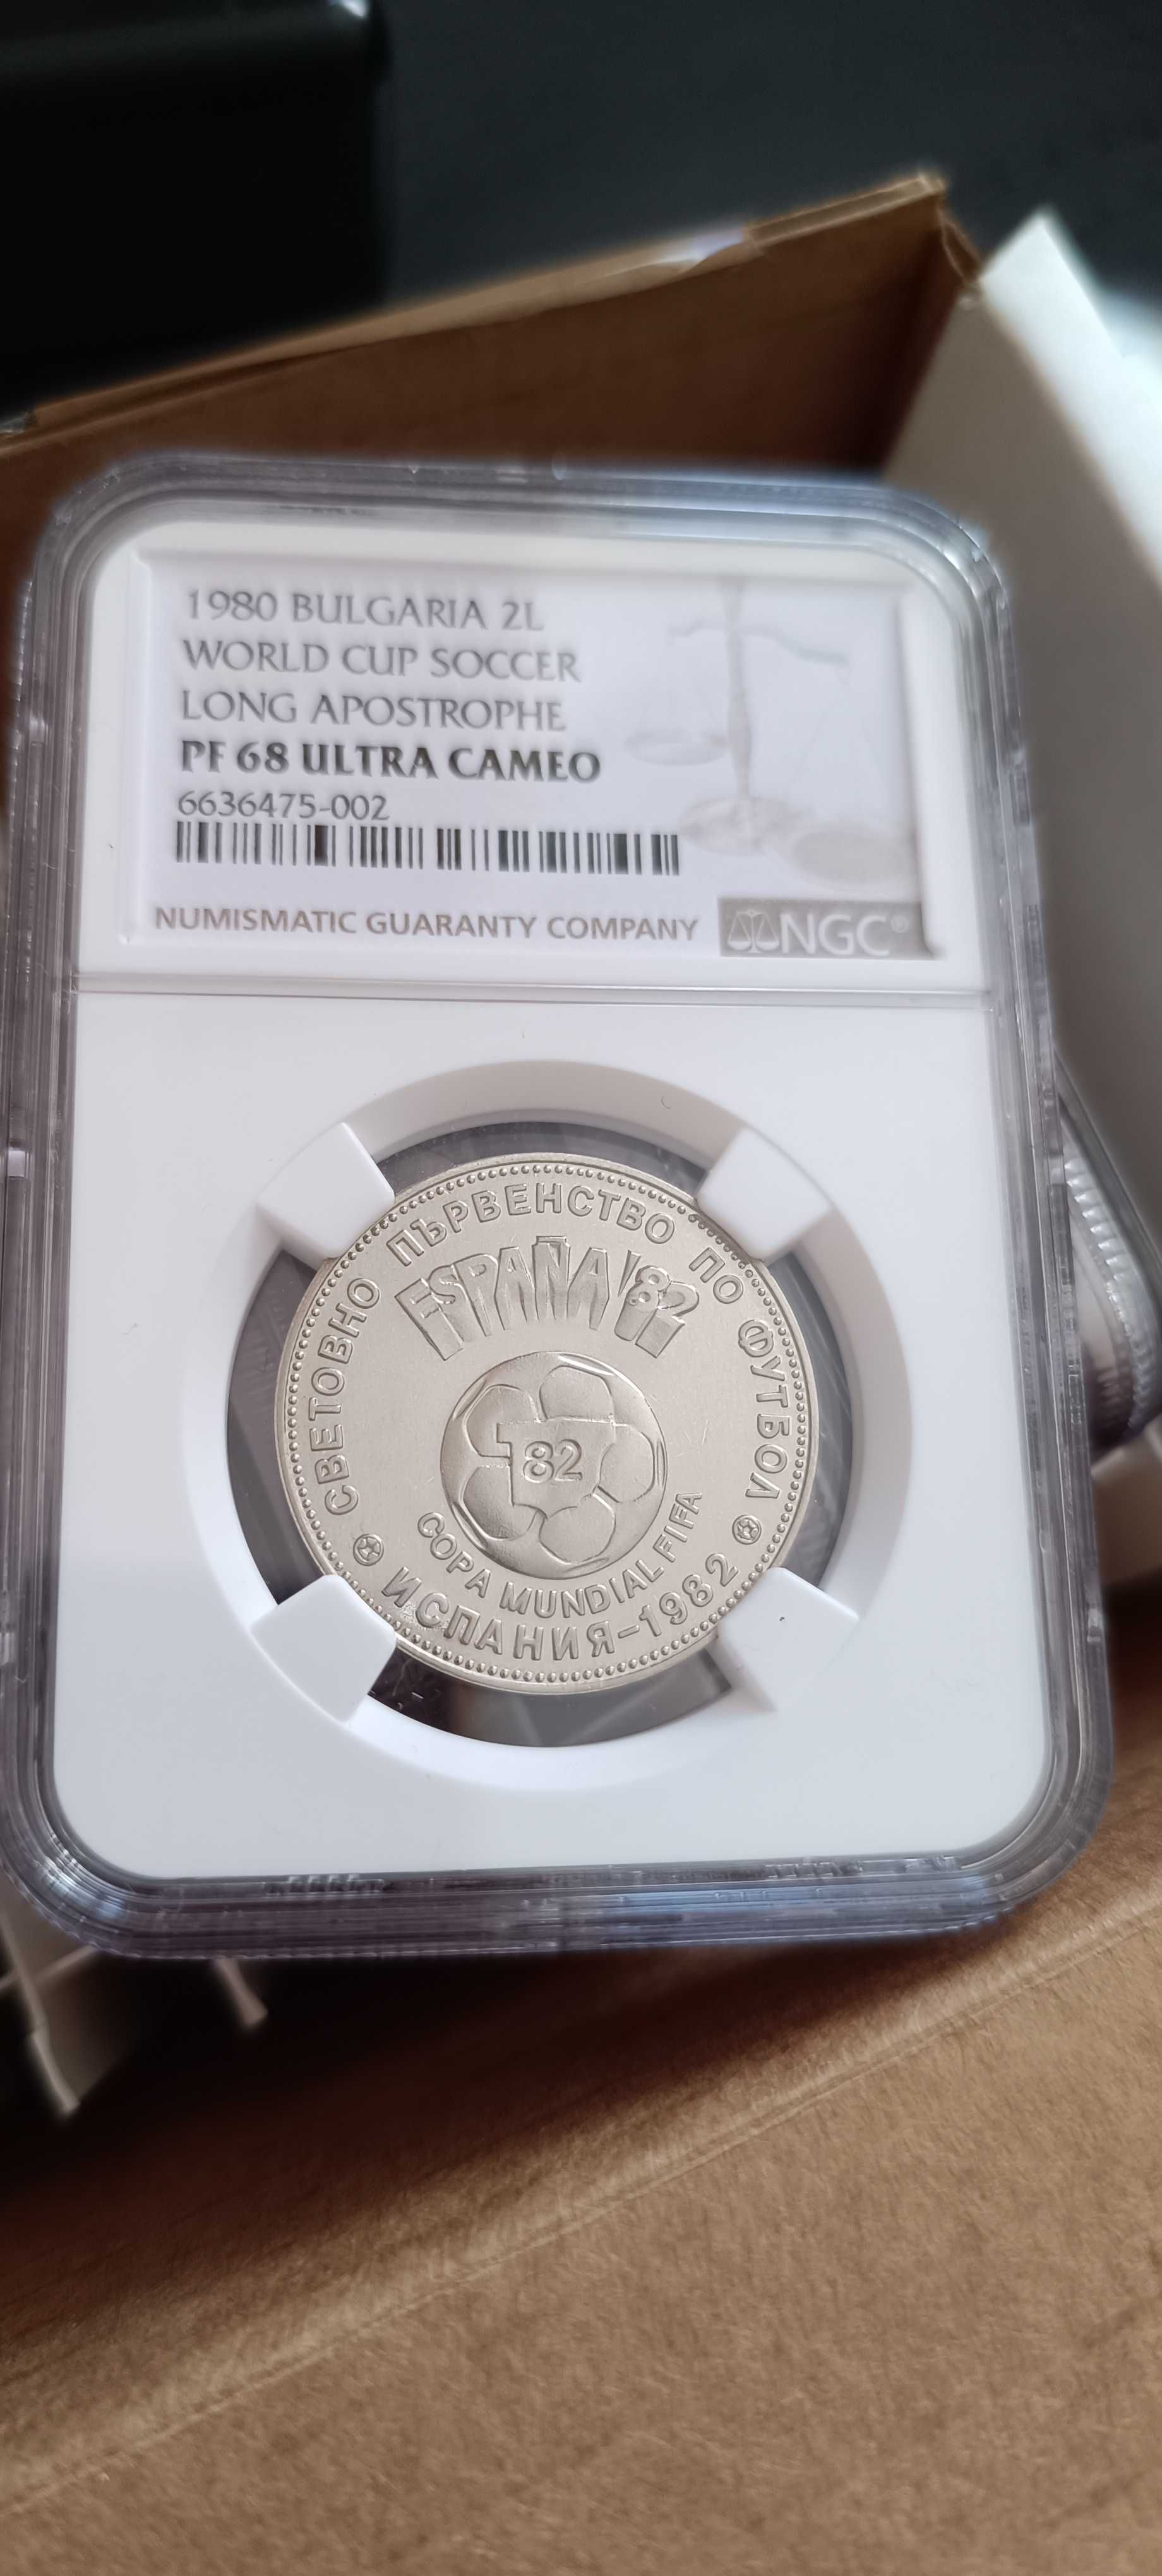 1980 BULGARIA 2L
WORLD CUP SOCCER
LONG APOSTROPHE
PF 68 ULTRA CAMEO
6636475-002
NUMISMATIC GUARANTY COMPANY NGC®
СВЕТОВНО ПЪРВЕНСТВО ПО ФУТБОЛ
ESPAÑA '82
82
COPA MUNDIAL FIFA
ИСПАНИЯ-1982